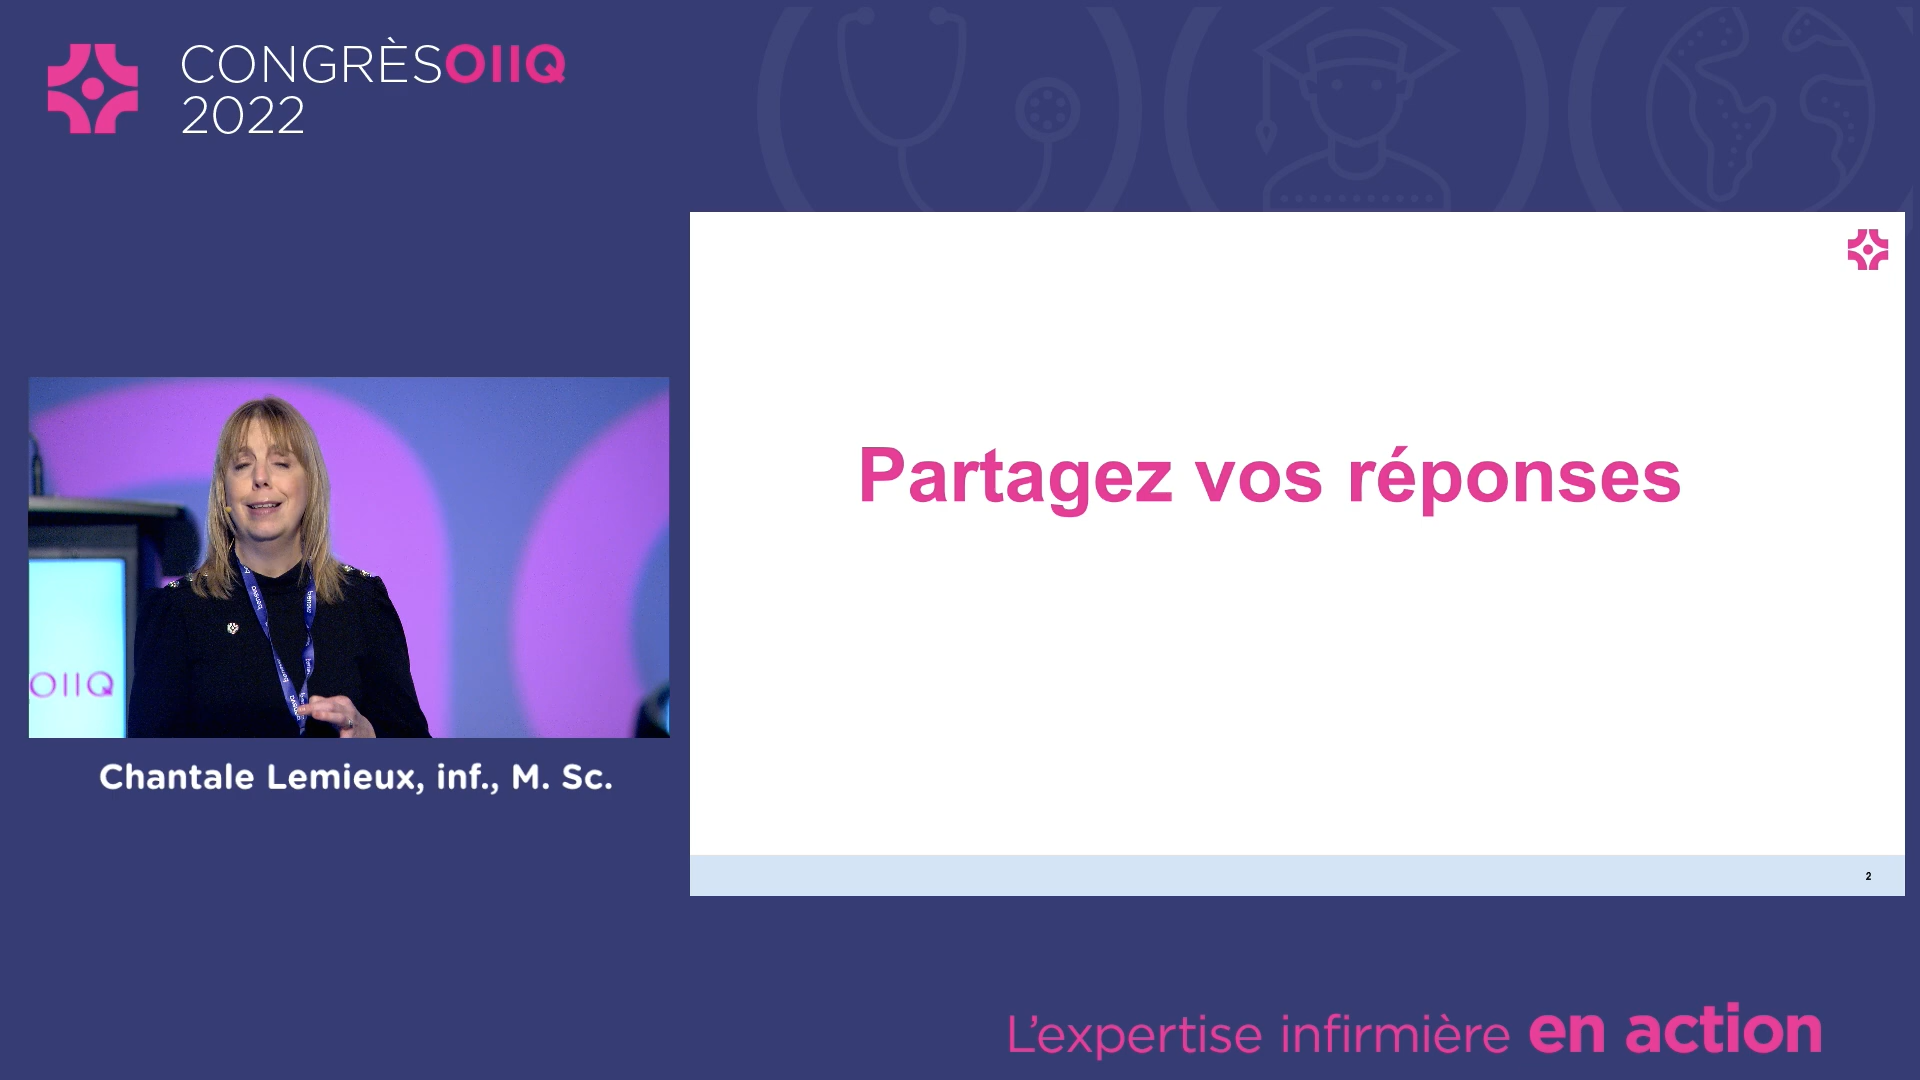 CONGRÈSOIIQ
2022
Partagez vos réponses
OIIQ
Chantale Lemieux, inf., M. Sc.
2
L'expertise infirmière en action